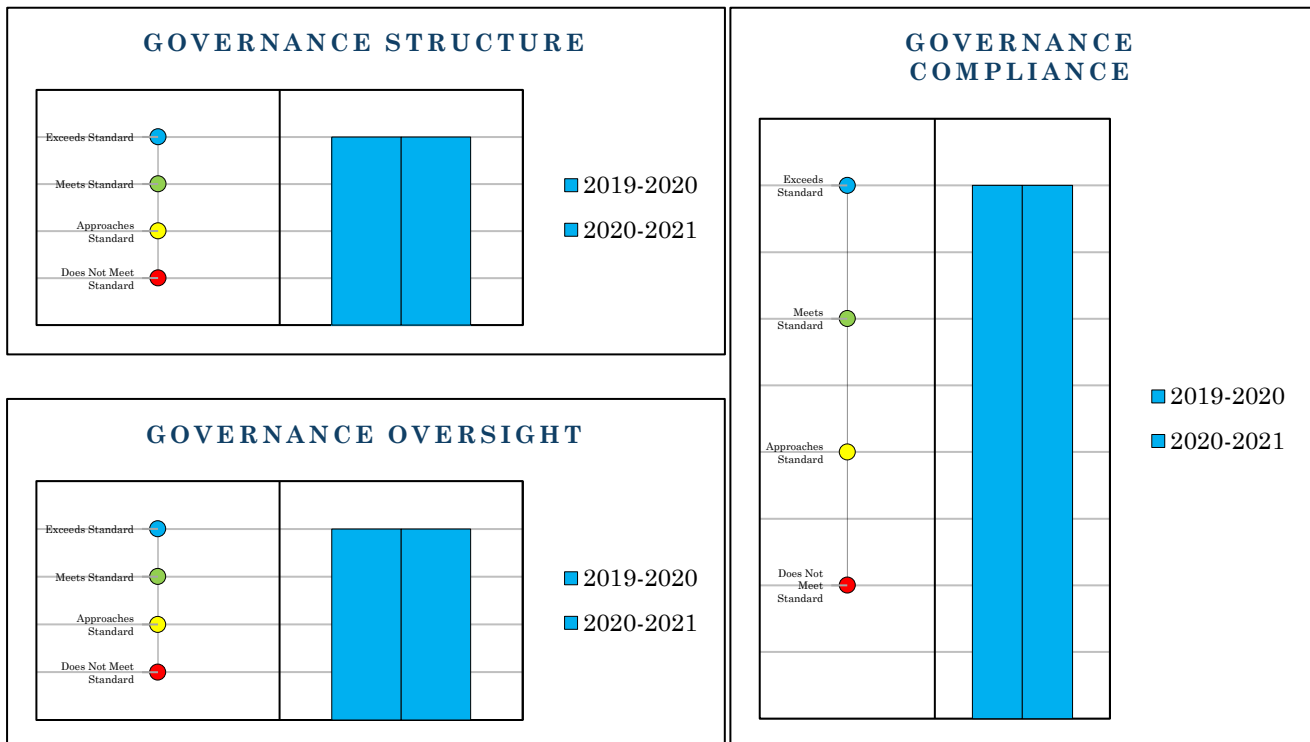 GOVERNANCE STRUCTURE
Exceeds Standard
Meets Standard
Approaches
Standard
Does Not Meet
Standard
2019-2020
2020-2021
GOVERNANCE OVERSIGHT
Exceeds Standard
Meets Standard
Approaches
Standard
Does Not Meet
Standard
2019-2020
2020-2021
GOVERNANCE
COMPLIANCE
Exceeds
Standard
Meets
Standard
Approaches
Standard
Does Not
Meet
Standard
2019-2020
2020-2021